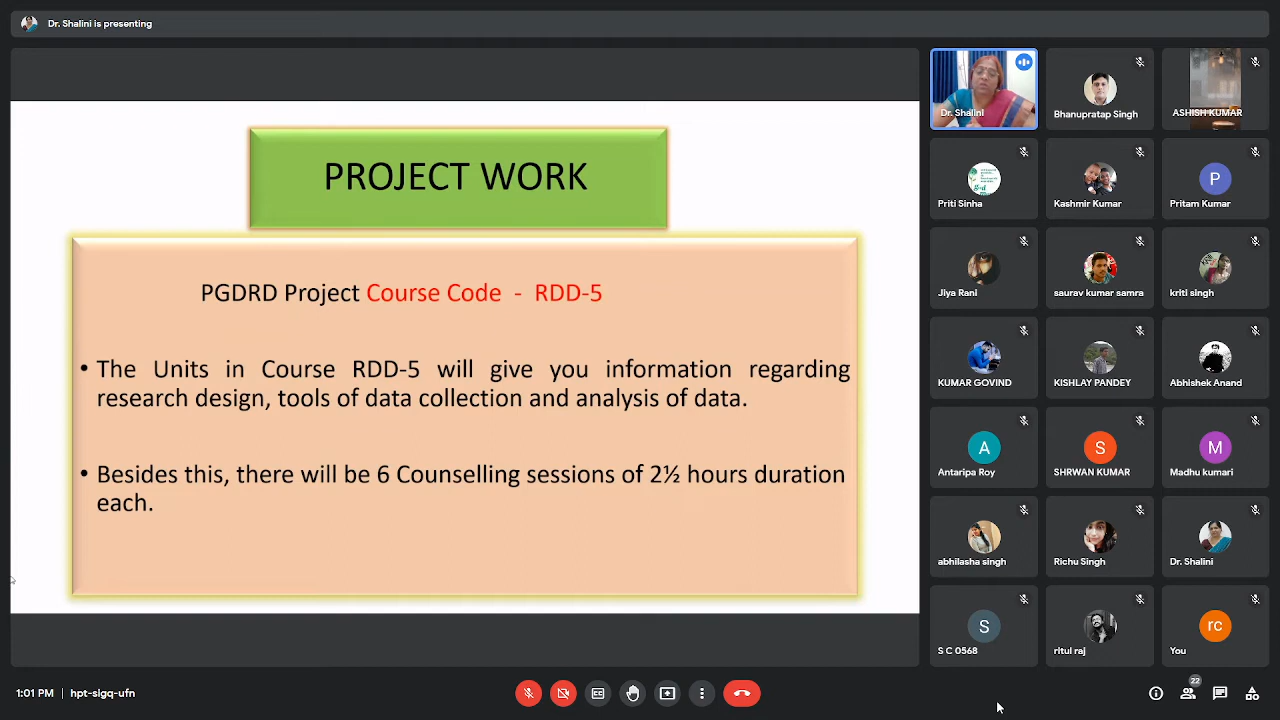 Dr. Shalini is presenting
PROJECT WORK
PGDRD Project Course Code - RDD-5
• The Units in Course RDD-5 will give you information regarding
research design, tools of data collection and analysis of data.
• Besides this, there will be 6 Counselling sessions of 2½ hours duration
each.
Dr. Shalini
Bhanupratap Singh
ASHISH KUMAR
Priti Sinha
Kashmir Kumar
P
Pritam Kumar
Jiya Rani
saurav kumar samra
kriti singh
KUMAR GOVIND
KISHLAY PANDEY
Abhishek Anand
A
Antaripa Roy
S
SHRWAN KUMAR
M
Madhu kumari
abhilasha singh
Richu Singh
Dr. Shalini
S
S C 0568
ritul raj
rc
You
1:01 PM | hpt-slgq-ufn
22